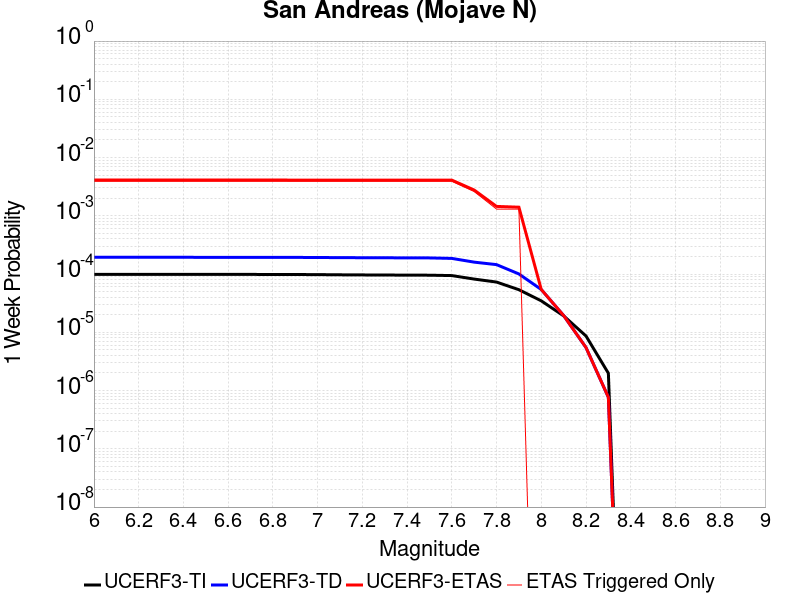 San Andreas (Mojave N)
10^0
10^-1
10^-2
10^-3
10^-4
10^-5
10^-6
10^-7
10^-8
1 Week Probability
6 6.2 6.4 6.6 6.8 7 7.2 7.4 7.6 7.8 8 8.2 8.4 8.6 8.8 9
Magnitude
UCERF3-TI UCERF3-TD UCERF3-ETAS ETAS Triggered Only